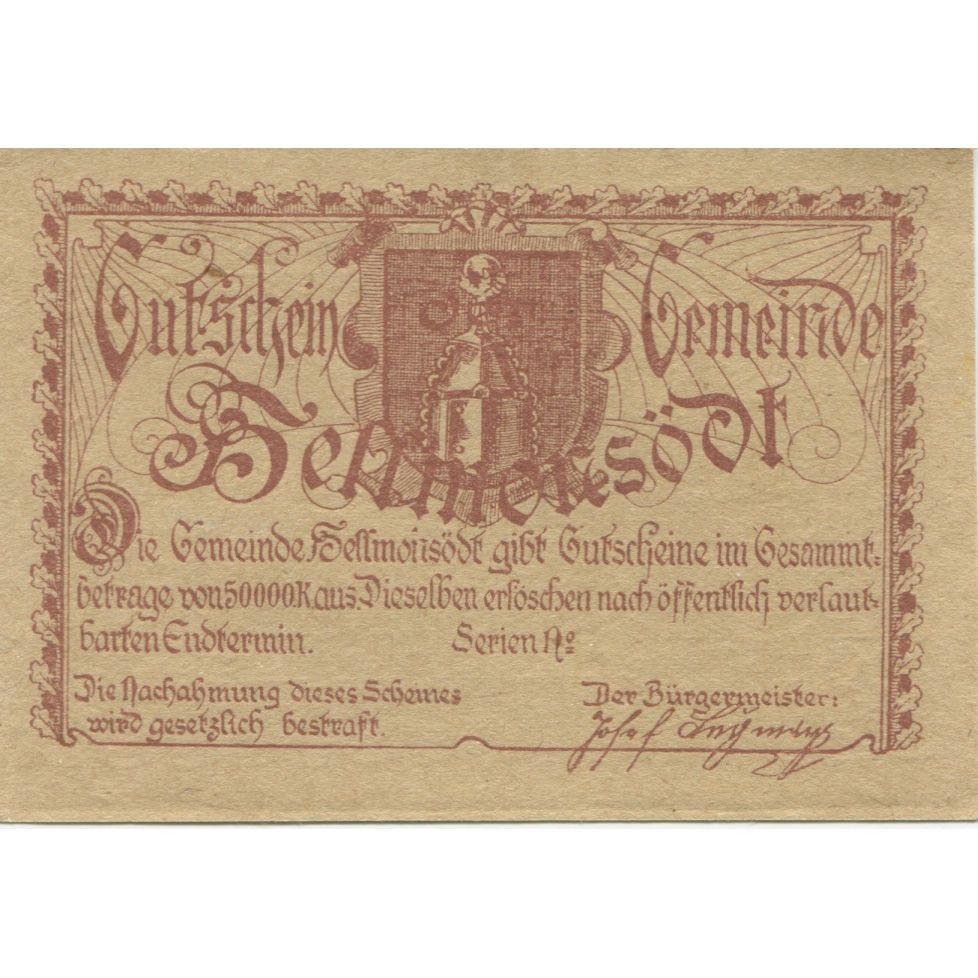 Gutschein Gemeinde
Hellmonsödt
Die Gemeinde Hellmonsödt gibt Gutscheine im Gesammt-
betrage von 50000 K aus. Dieselben erlöschen nach öffentlich verlaut-
barten Endtermin. Serien No
Die Nachahmung dieses Scheines
wird gesetzlich bestraft.
Der Bürgermeister:
Josef